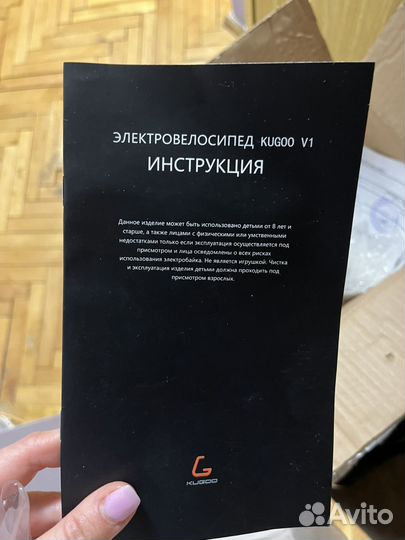 ЭЛЕКТРОВЕЛОСИПЕД KUGOO V1
ИНСТРУКЦИЯ
Данное изделие может быть использовано детьми от 8 лет и
старше, а также лицами с физическими или умственными
недостатками только если эксплуатация осуществляется под
присмотром и лица осведомлены о всех рисках
использования электробайка. Не является игрушкой. Чистка
и эксплуатация изделия детьми должна проходить под
присмотром взрослых.
KUGOO
Avito